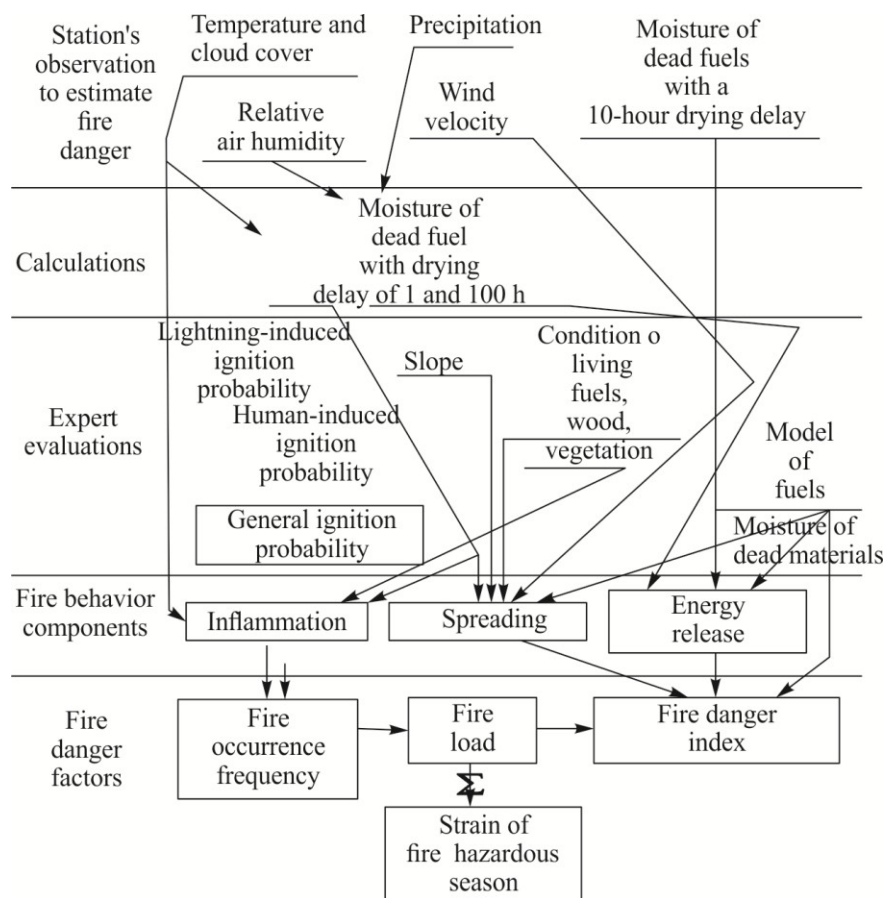 Station's
observation
to estimate
fire
danger
Temperature and
cloud cover
Precipitation
Relative
air humidity
Wind
velocity
Moisture of
dead fuels
with a
10-hour drying delay
Calculations
Moisture of
dead fuel
with drying
delay of 1 and 100 h
Expert
evaluations
Lightning-induced
ignition
probability
Human-induced
ignition
probability
General ignition
probability
Slope
Condition o
living
fuels,
wood,
vegetation
Model
of
fuels
Moisture of
dead materials
Fire behavior
components
Inflammation
Spreading
Energy
release
Fire
danger
factors
Fire
occurrence
frequency
Fire
load
Fire danger
index
Σ
Strain of
fire hazardous
season